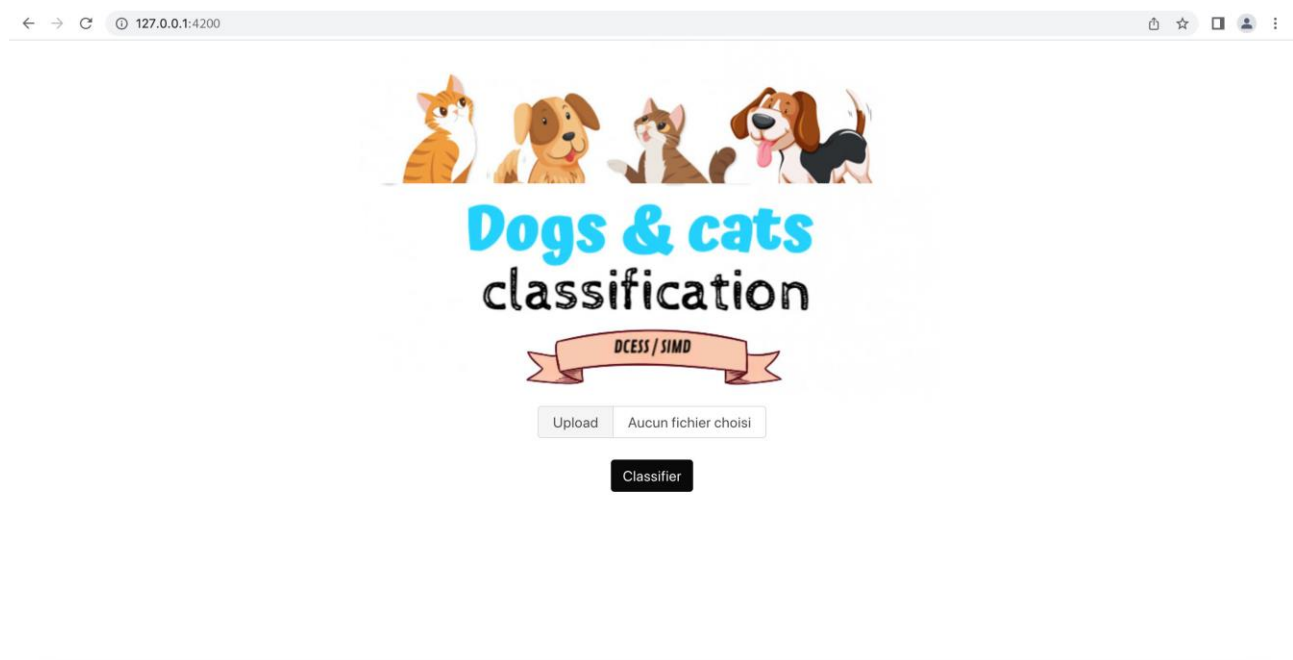 127.0.0.1:4200
Dogs & cats
classification
DCESS / SIMD
Upload Aucun fichier choisi
Classifier